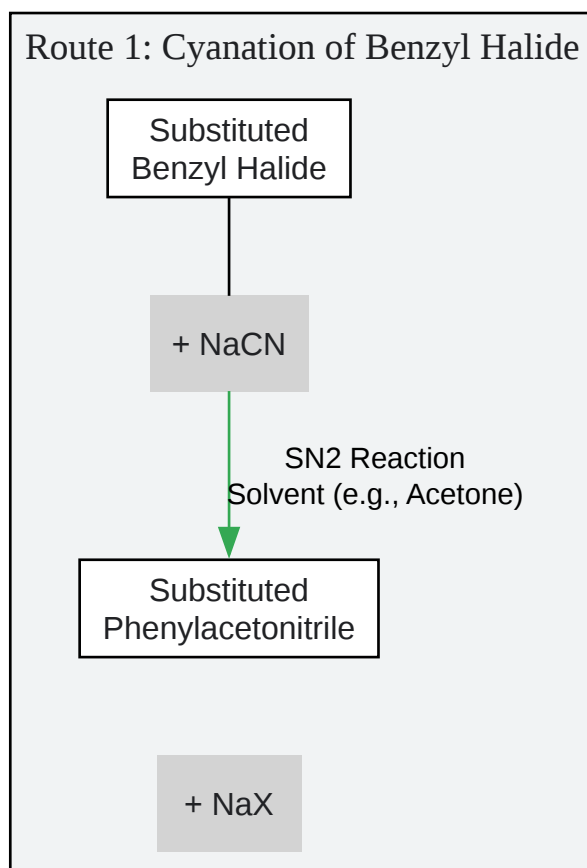 Route 1: Cyanation of Benzyl Halide
Substituted
Benzyl Halide
+ NaCN
SN2 Reaction
Solvent (e.g., Acetone)
Substituted
Phenylacetonitrile
+ NaX